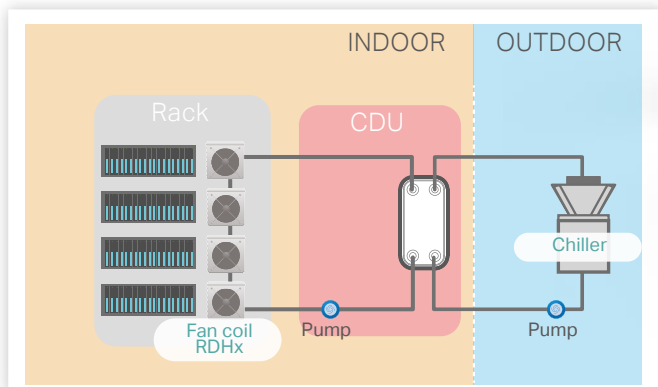 INDOOR
OUTDOOR
Rack
CDU
Chiller
Fan coil
RDHx
Pump
Pump